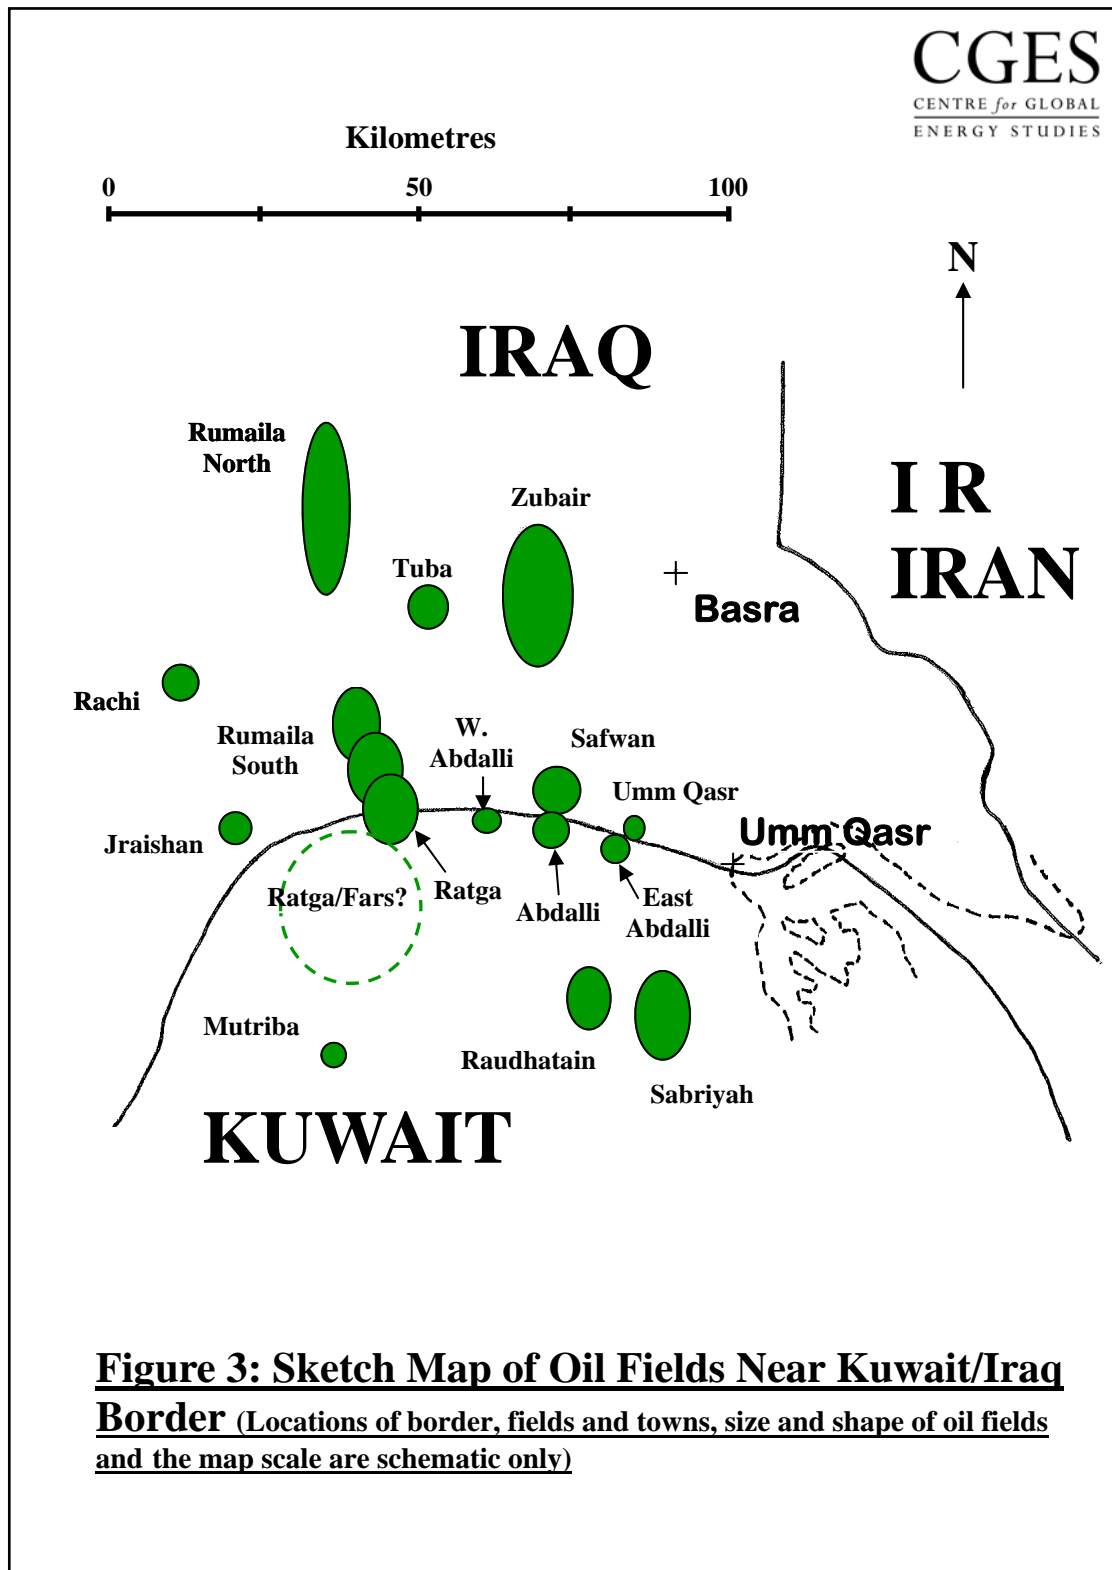 CGES
CENTRE for GLOBAL
ENERGY STUDIES
Kilometres
0 50 100
N
IRAQ
Rumaila
North
I R
IRAN
Zubair
Tuba
Basra
Rachi
Rumaila
South
W.
Abdalli
Safwan
Umm Qasr
Umm Qasr
Jraishan
Ratga/Fars?
Ratga
Abdalli
East
Abdalli
Mutriba
Raudhatain
Sabriyah
KUWAIT
Figure 3: Sketch Map of Oil Fields Near Kuwait/Iraq
Border (Locations of border, fields and towns, size and shape of oil fields
and the map scale are schematic only)